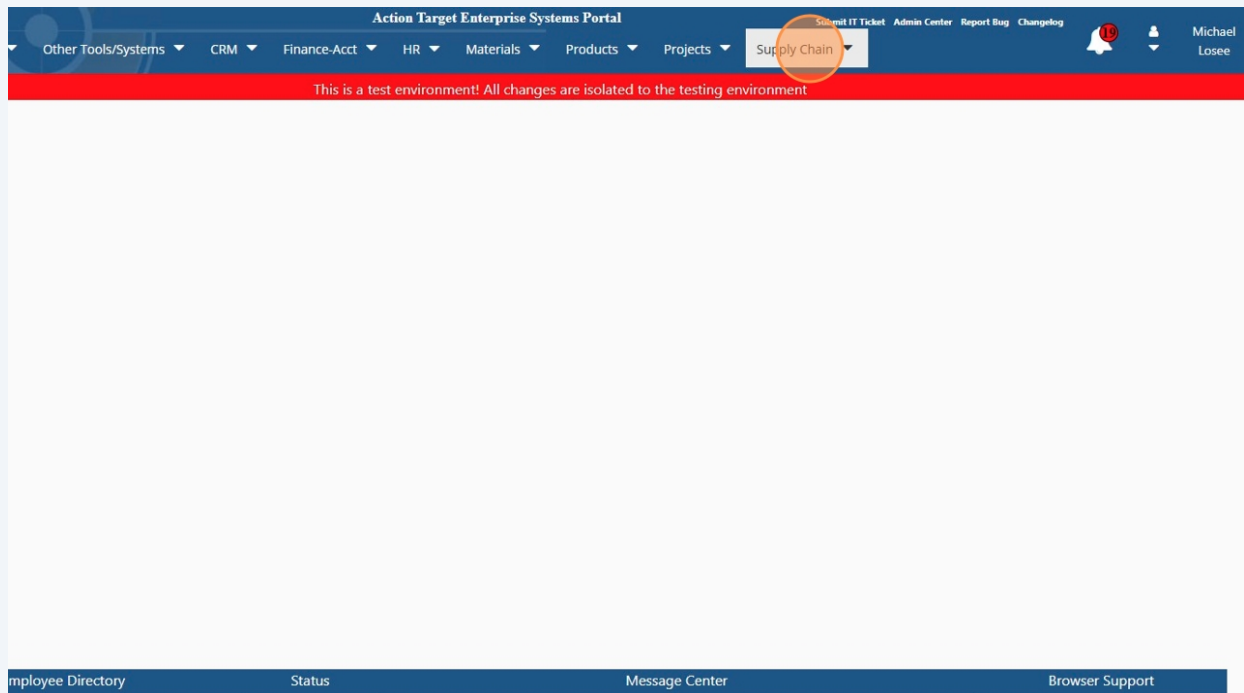 Action Target Enterprise Systems Portal
Submit IT Ticket Admin Center Report Bug Changelog
Other Tools/Systems CRM Finance-Acct HR Materials Products Projects Supply Chain
19
Michael
Losee
This is a test environment! All changes are isolated to the testing environment
mployee Directory Status Message Center Browser Support